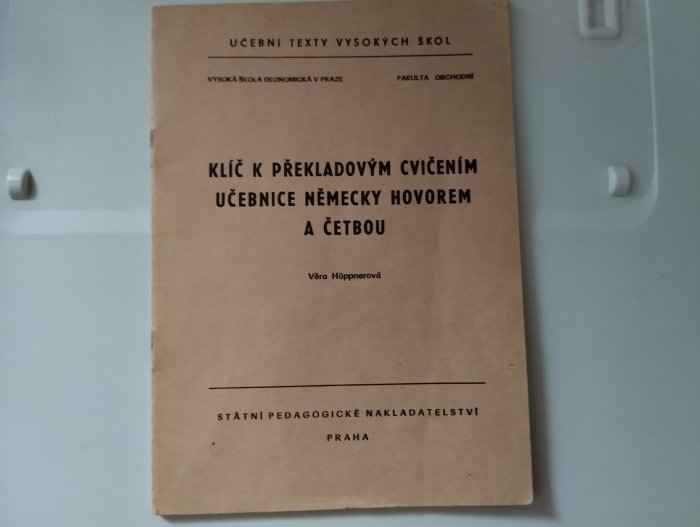 UČEBNÍ TEXTY VYSOKÝCH ŠKOL
VYSOKÁ ŠKOLA EKONOMICKÁ V PRAZE FAKULTA OBCHODNÍ
KLÍČ K PŘEKLADOVÝM CVIČENÍM
UČEBNICE NĚMECKY HOVOREM
A ČETBOU
Věra Höppnerová
STÁTNÍ PEDAGOGICKÉ NAKLADATELSTVÍ
PRAHA